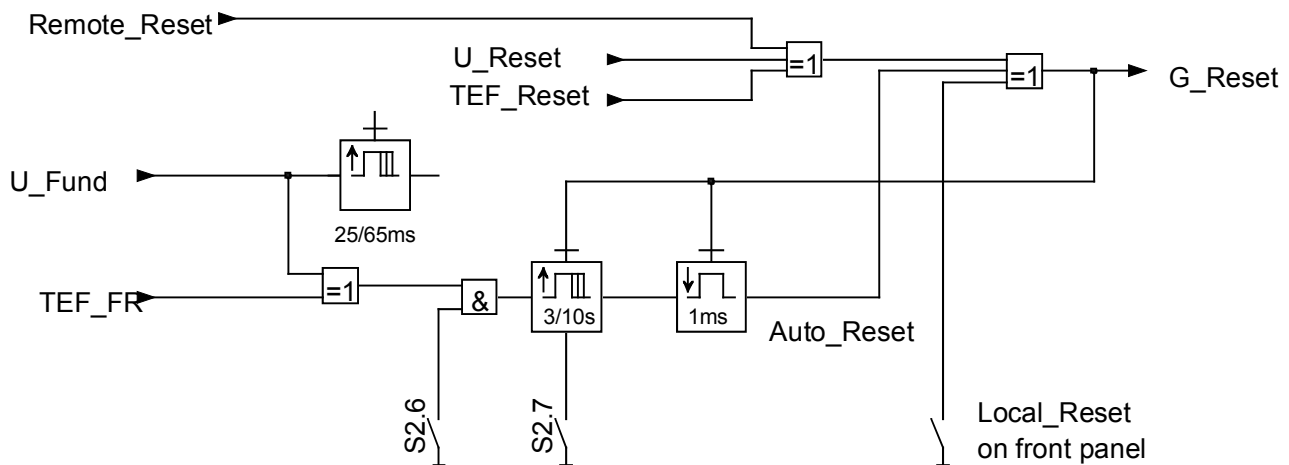 Remote_Reset
U_Reset
=1
=1
G_Reset
TEF_Reset
U_Fund
25/65ms
TEF_FR
=1
&
3/10s
1ms
Auto_Reset
S2.6
S2.7
Local_Reset
on front panel